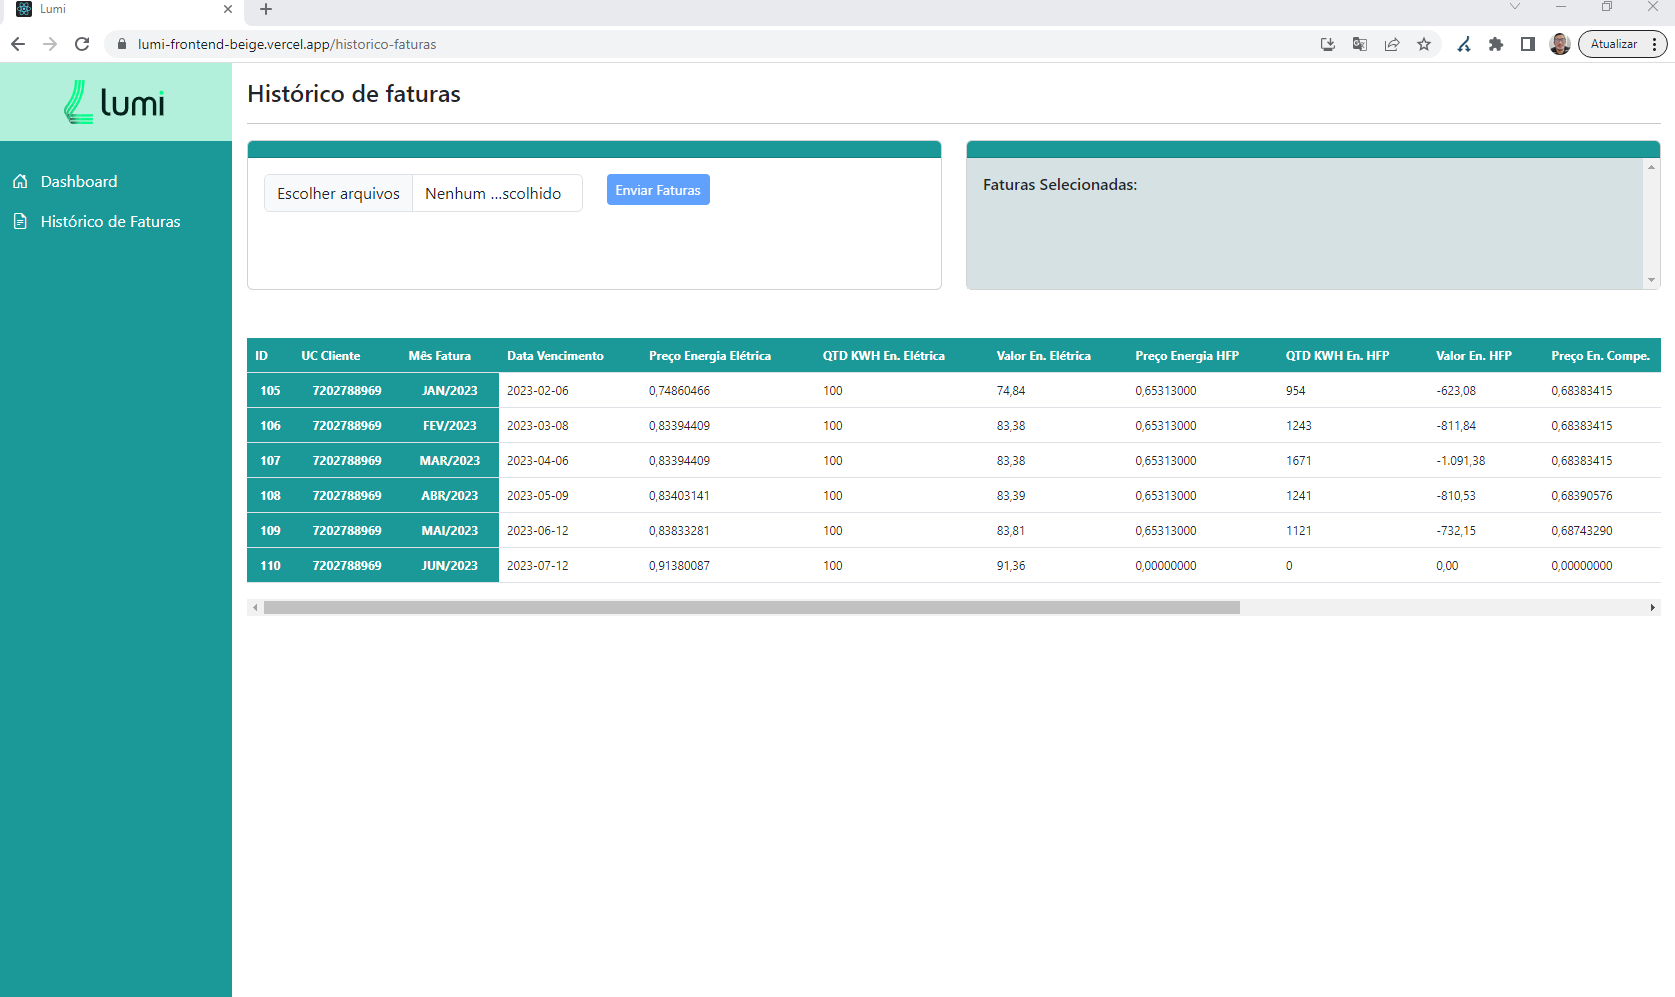 Lumi
lumi-frontend-beige.vercel.app/historico-faturas
Atualizar
lumi
Dashboard
Histórico de Faturas
Histórico de faturas
Escolher arquivos Nenhum ...scolhido
Enviar Faturas
Faturas Selecionadas:
ID UC Cliente Mês Fatura Data Vencimento Preço Energia Elétrica QTD KWH En. Elétrica Valor En. Elétrica Preço Energia HFP QTD KWH En. HFP Valor En. HFP Preço En. Compe.
105 7202788969 JAN/2023 2023-02-06 0,74860466 100 74,84 0,65313000 954 -623,08 0,68383415
106 7202788969 FEV/2023 2023-03-08 0,83394409 100 83,38 0,65313000 1243 -811,84 0,68383415
107 7202788969 MAR/2023 2023-04-06 0,83394409 100 83,38 0,65313000 1671 -1.091,38 0,68383415
108 7202788969 ABR/2023 2023-05-09 0,83403141 100 83,39 0,65313000 1241 -810,53 0,68390576
109 7202788969 MAI/2023 2023-06-12 0,83833281 100 83,81 0,65313000 1121 -732,15 0,68743290
110 7202788969 JUN/2023 2023-07-12 0,91380087 100 91,36 0,00000000 0 0,00 0,00000000